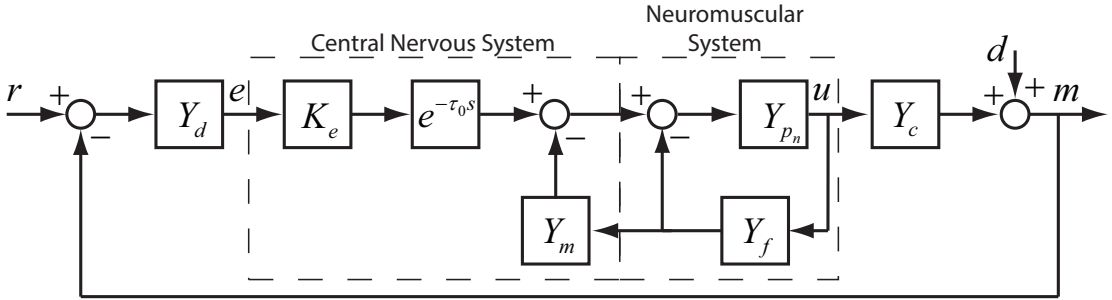 Neuromuscular
System
Central Nervous System
d
r + − Y_d e K_e e^{-τ_0 s} + − + − Y_{p_n} u Y_c + + m
Y_m Y_f